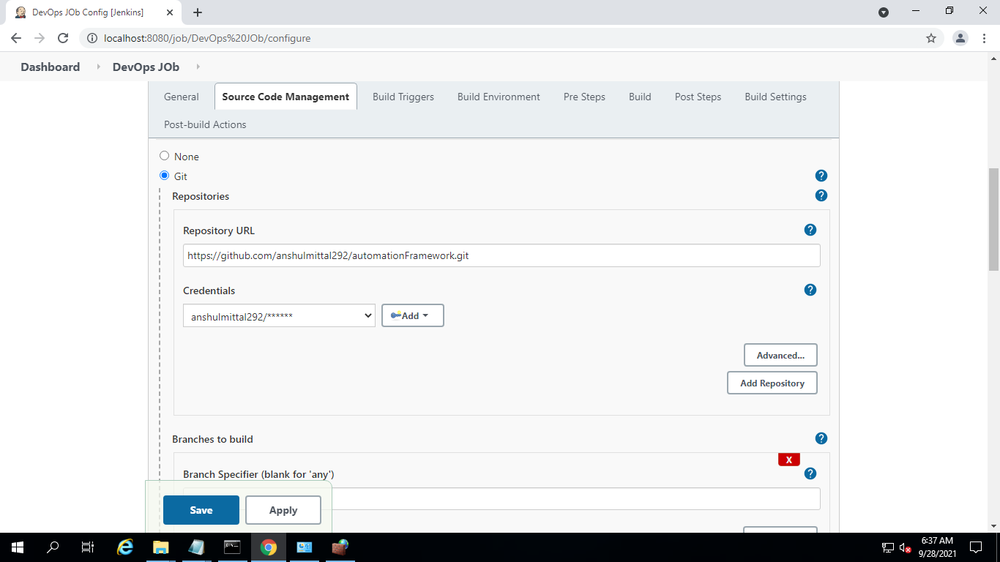 DevOps JOb Config [Jenkins]
localhost:8080/job/DevOps%20JOb/configure
Dashboard DevOps JOb
General Source Code Management Build Triggers Build Environment Pre Steps Build Post Steps Build Settings
Post-build Actions
None
Git
Repositories
Repository URL
https://github.com/anshulmittal292/automationFramework.git
Credentials
anshulmittal292/****** Add
Advanced...
Add Repository
Branches to build
X
Branch Specifier (blank for 'any')
Save Apply
6:37 AM
9/28/2021